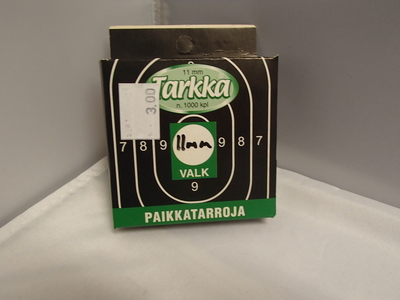 11 mm
Tarkka
n. 1000 kpl
3.00
11mm
7 8 9 9 8 7
VALK
9
PAIKKATARROJA